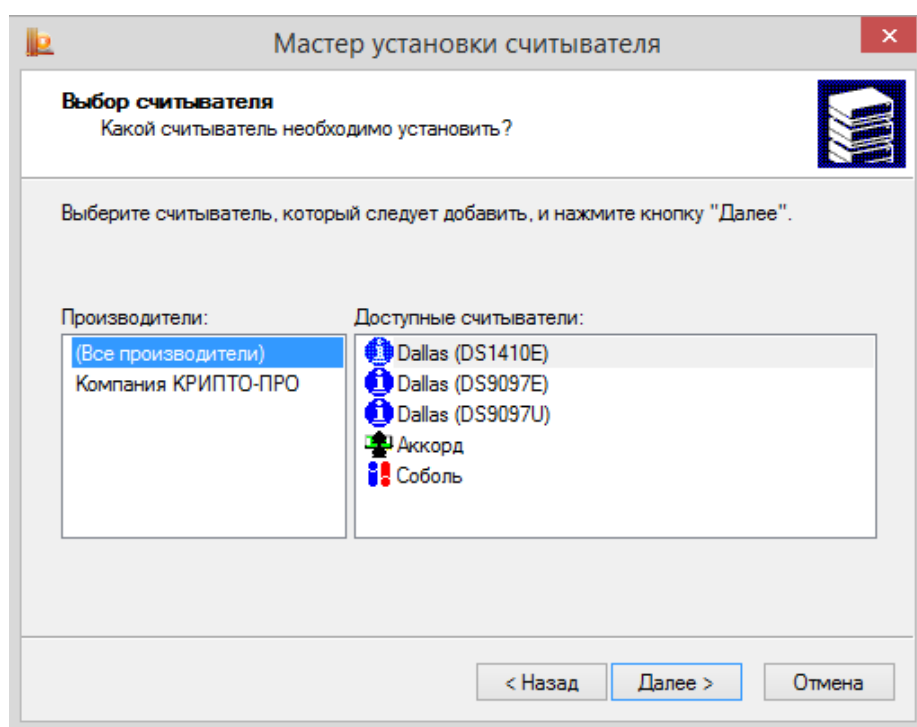 Мастер установки считывателя
Выбор считывателя
Какой считыватель необходимо установить?
Выберите считыватель, который следует добавить, и нажмите кнопку "Далее".
Производители:
(Все производители)
Компания КРИПТО-ПРО
Доступные считыватели:
Dallas (DS1410E)
Dallas (DS9097E)
Dallas (DS9097U)
Аккорд
Соболь
< Назад
Далее >
Отмена